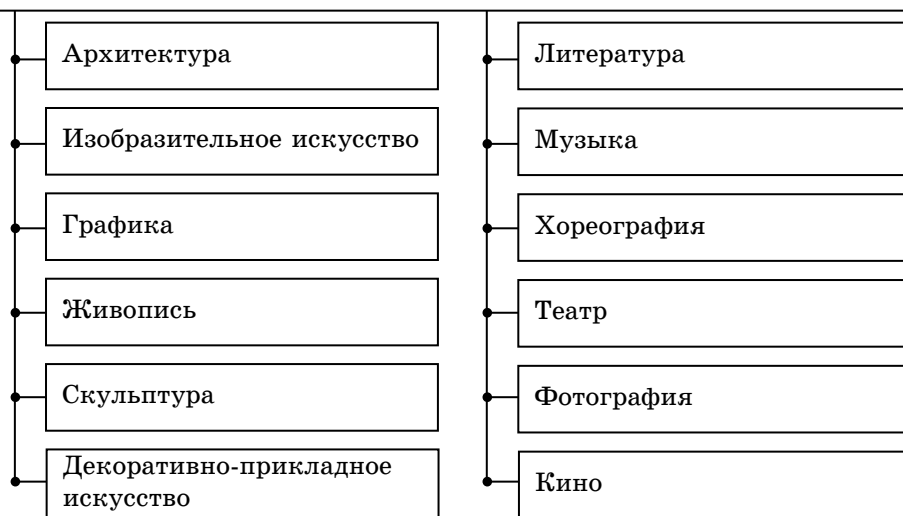 Архитектура
Изобразительное искусство
Графика
Живопись
Скульптура
Декоративно-прикладное
искусство
Литература
Музыка
Хореография
Театр
Фотография
Кино